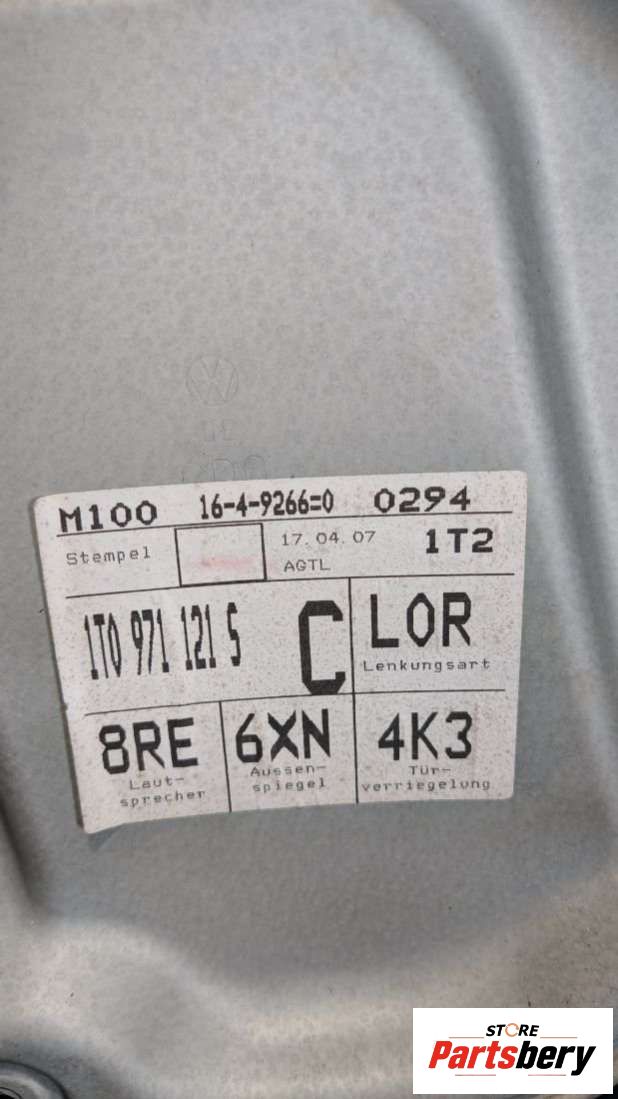 M100 16-4-9266=0 0294
Stempel 17.04.07 1T2
AGTL
1T0 971 121 S C L0R
Lenkungsart
8RE 6XN 4K3
Laut-
sprecher
Aussen-
spiegel
Tür-
verriegelung
STORE
Partsbery